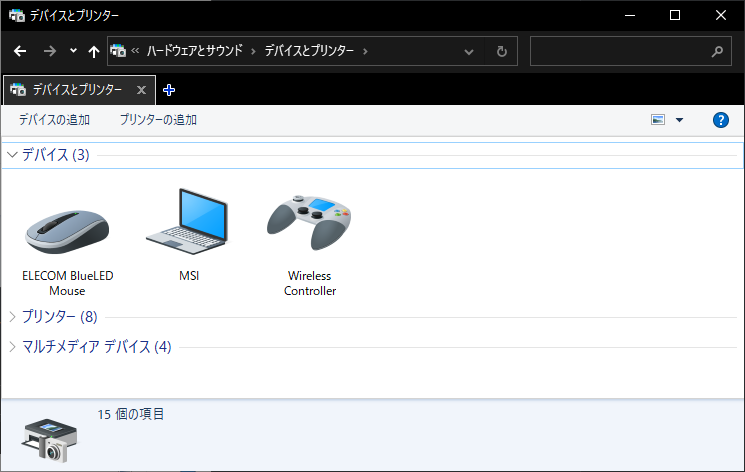 デバイスとプリンター
« ハードウェアとサウンド > デバイスとプリンター >
デバイスとプリンター
デバイスの追加 プリンターの追加
デバイス (3)
ELECOM BlueLED
Mouse
MSI
Wireless
Controller
プリンター (8)
マルチメディア デバイス (4)
15 個の項目